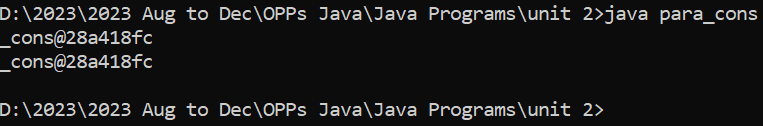 D:\2023\2023 Aug to Dec\OPPs Java\Java Programs\unit 2>java para_cons
_cons@28a418fc
_cons@28a418fc
D:\2023\2023 Aug to Dec\OPPs Java\Java Programs\unit 2>